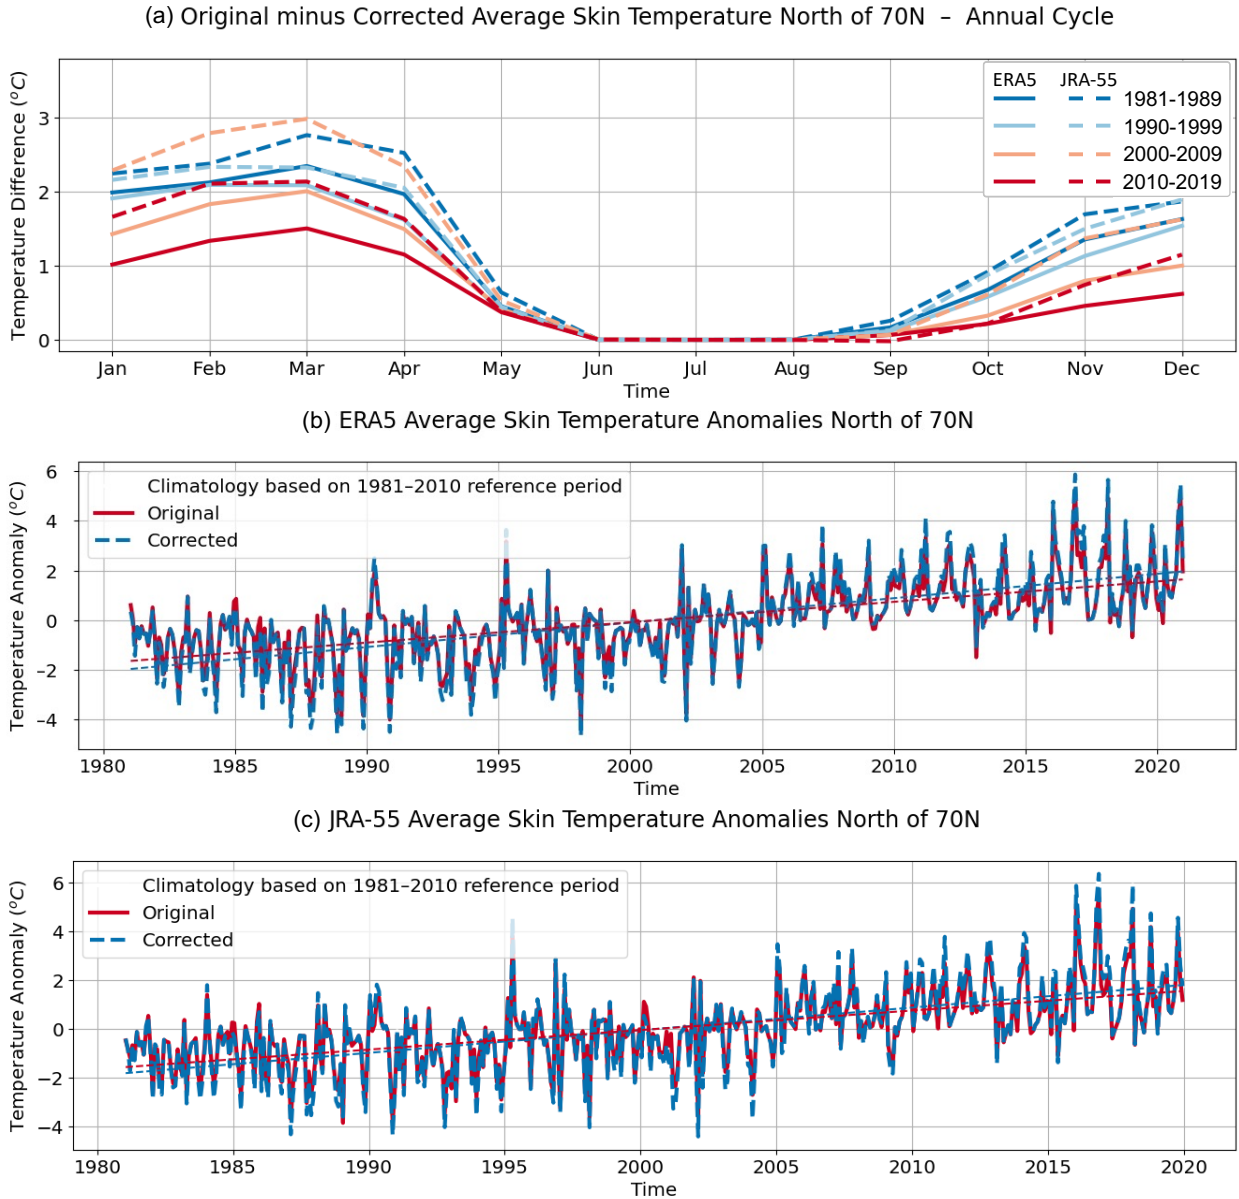 (a) Original minus Corrected Average Skin Temperature North of 70N – Annual Cycle
Temperature Difference (°C)
3
2
1
0
ERA5 JRA-55
1981-1989
1990-1999
2000-2009
2010-2019
Jan Feb Mar Apr May Jun Jul Aug Sep Oct Nov Dec
Time
(b) ERA5 Average Skin Temperature Anomalies North of 70N
Temperature Anomaly (°C)
6
4
2
0
−2
−4
Climatology based on 1981–2010 reference period
Original
Corrected
1980 1985 1990 1995 2000 2005 2010 2015 2020
Time
(c) JRA-55 Average Skin Temperature Anomalies North of 70N
Temperature Anomaly (°C)
6
4
2
0
−2
−4
Climatology based on 1981–2010 reference period
Original
Corrected
1980 1985 1990 1995 2000 2005 2010 2015 2020
Time